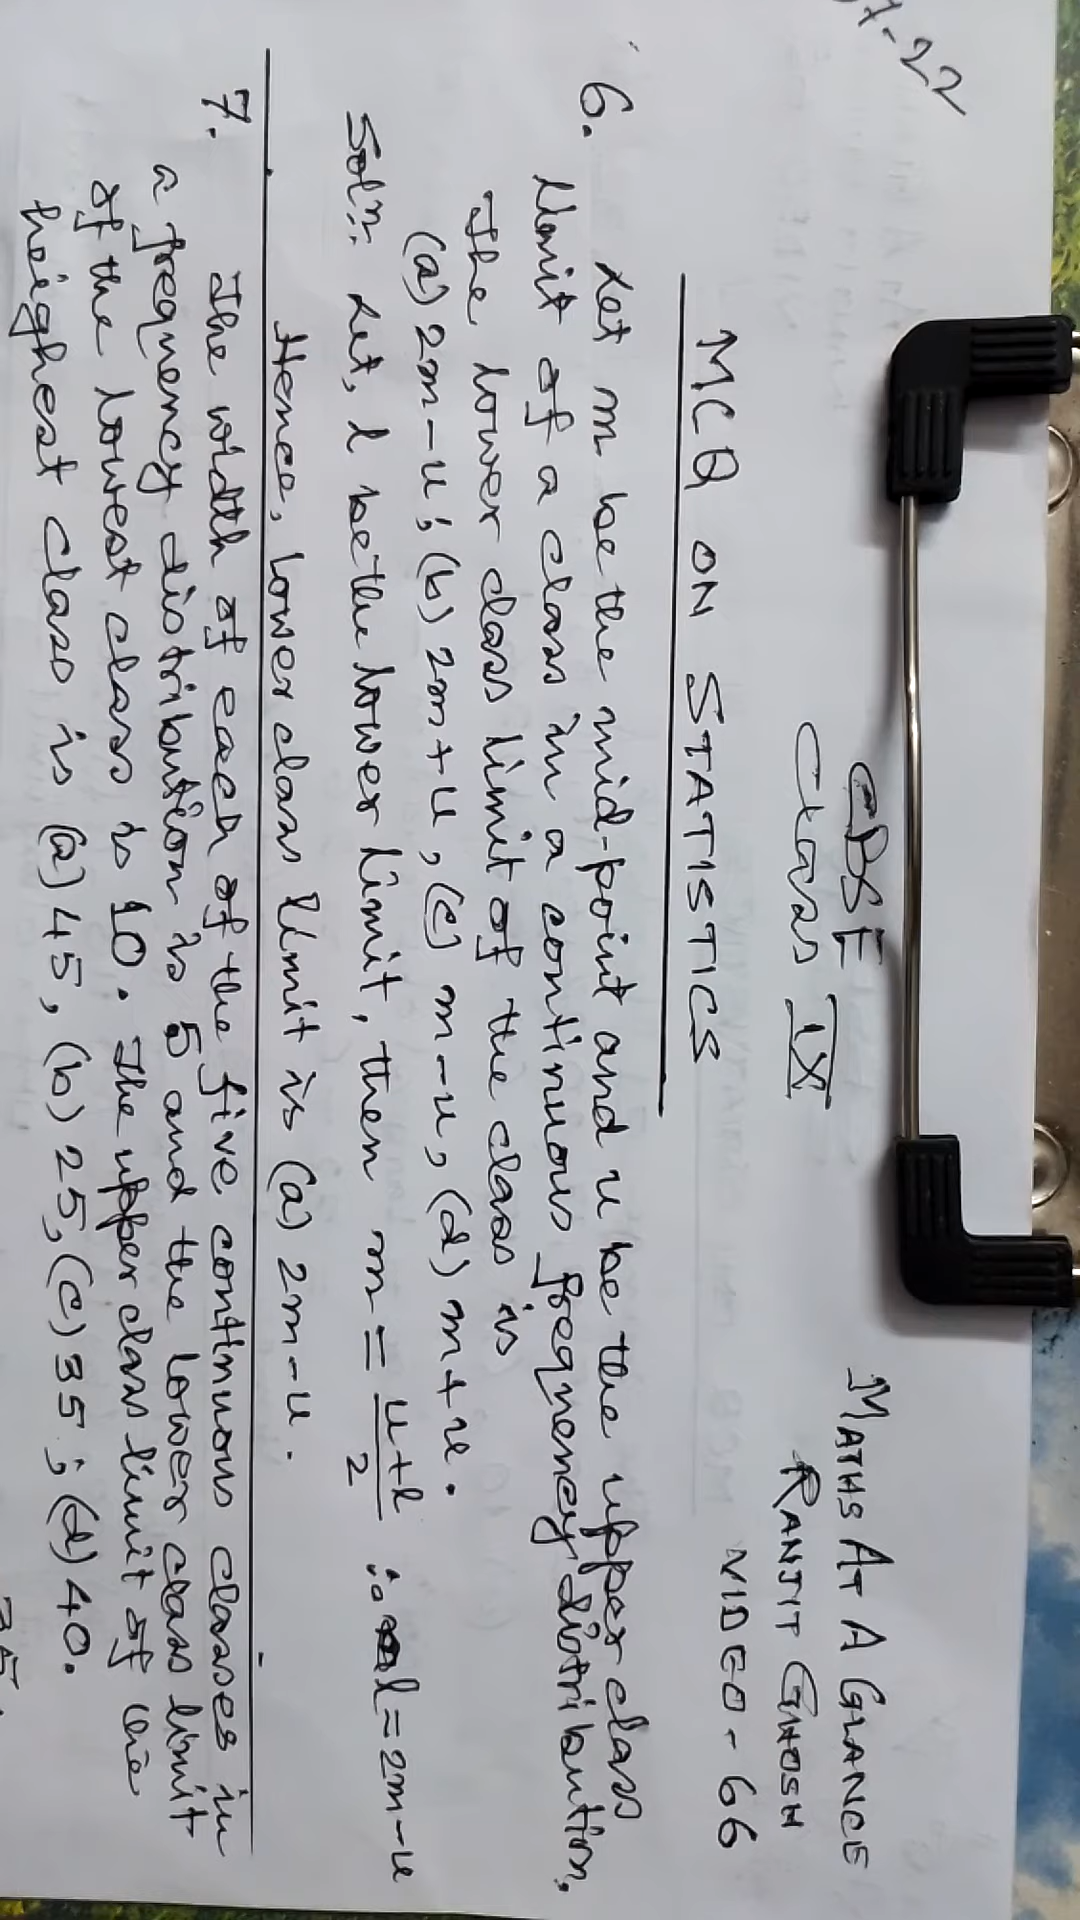 7-22
CBSE
Class IX
MATHS AT A GLANCE
RANJIT GHOSH
VIDEO-66
MCQ ON STATISTICS
6. Let m be the mid-point and u be the upper class
limit of a class in a continuous frequency distribution.
The lower class limit of the class is
(a) 2m-u; (b) 2m+u, (c) m-u, (d) m+u.
Soln: Let, l be the lower limit, then m = u+l/2 ∴ l=2m-u
Hence, lower class limit is (a) 2m-u.
7. The width of each of the five continuous classes in
a frequency distribution is 5 and the lower class limit
of the lowest class is 10. The upper class limit of the
heighest class is (a) 45, (b) 25, (c) 35; (d) 40.
35.